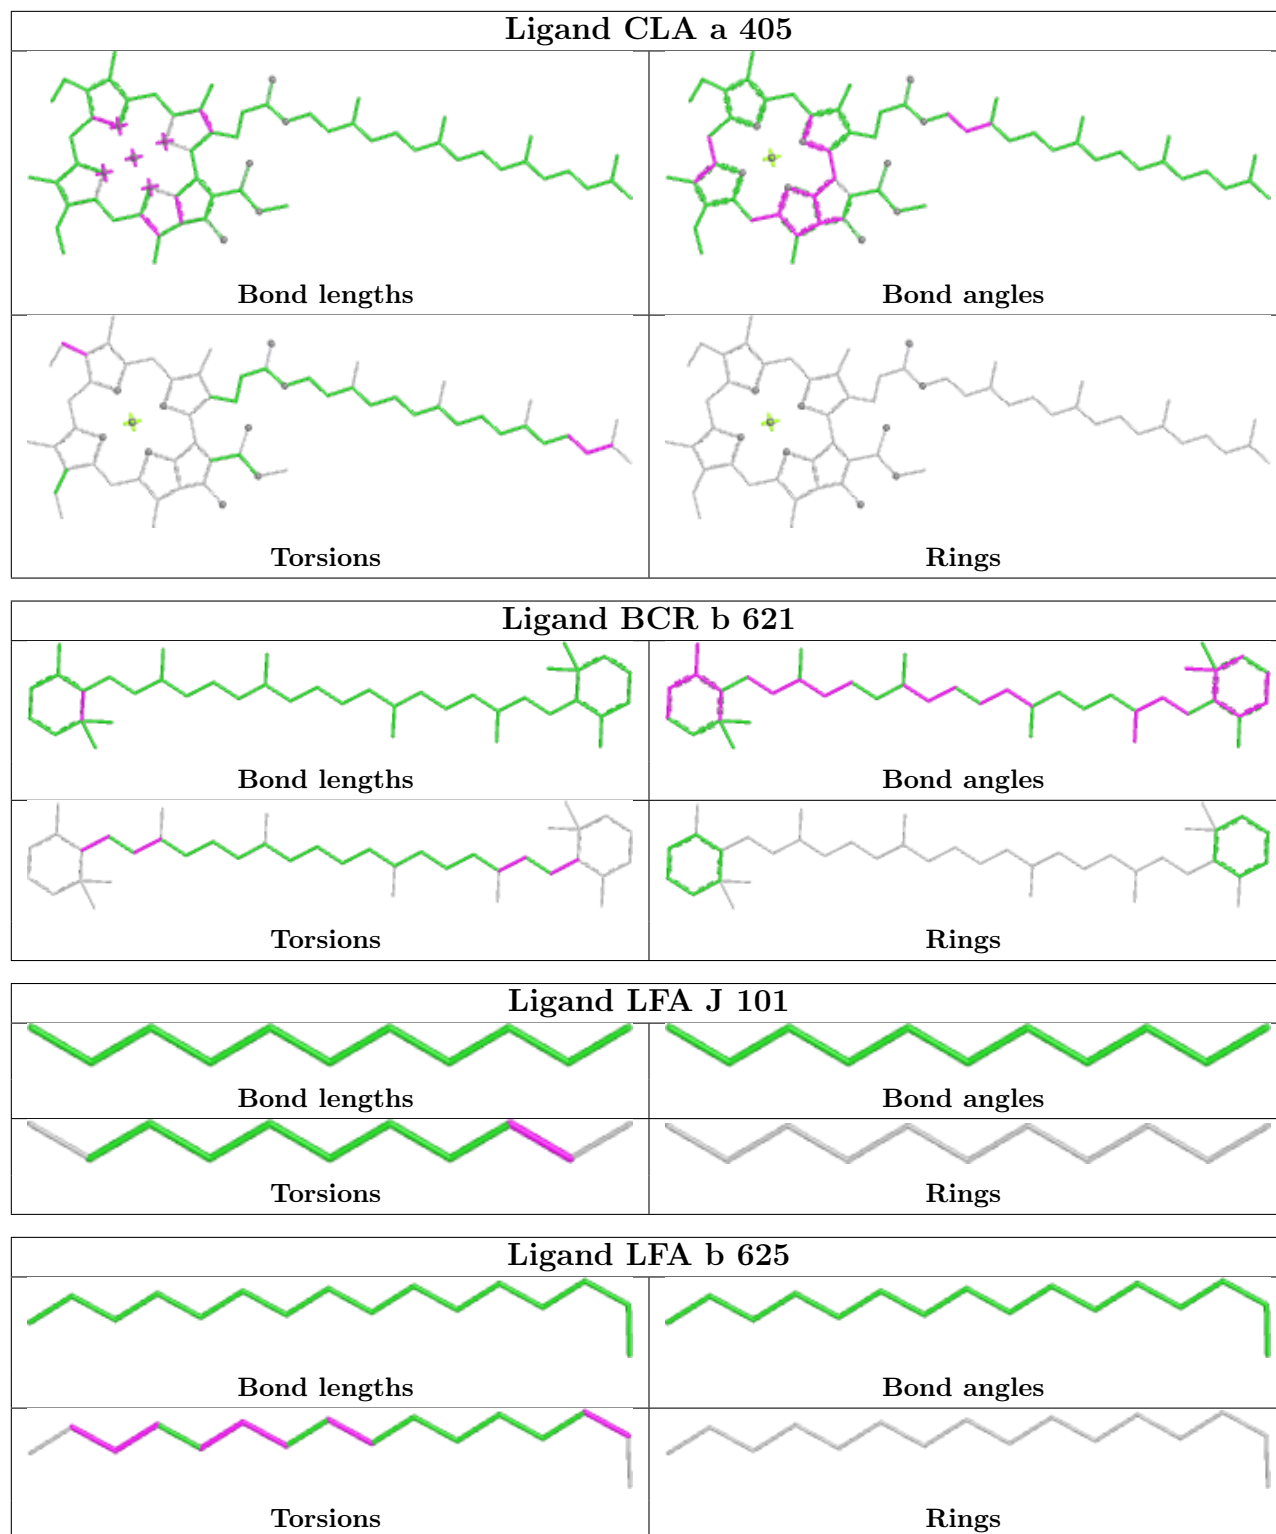 Ligand CLA a 405
Bond lengths
Bond angles
Torsions
Rings
Ligand BCR b 621
Bond lengths
Bond angles
Torsions
Rings
Ligand LFA J 101
Bond lengths
Bond angles
Torsions
Rings
Ligand LFA b 625
Bond lengths
Bond angles
Torsions
Rings